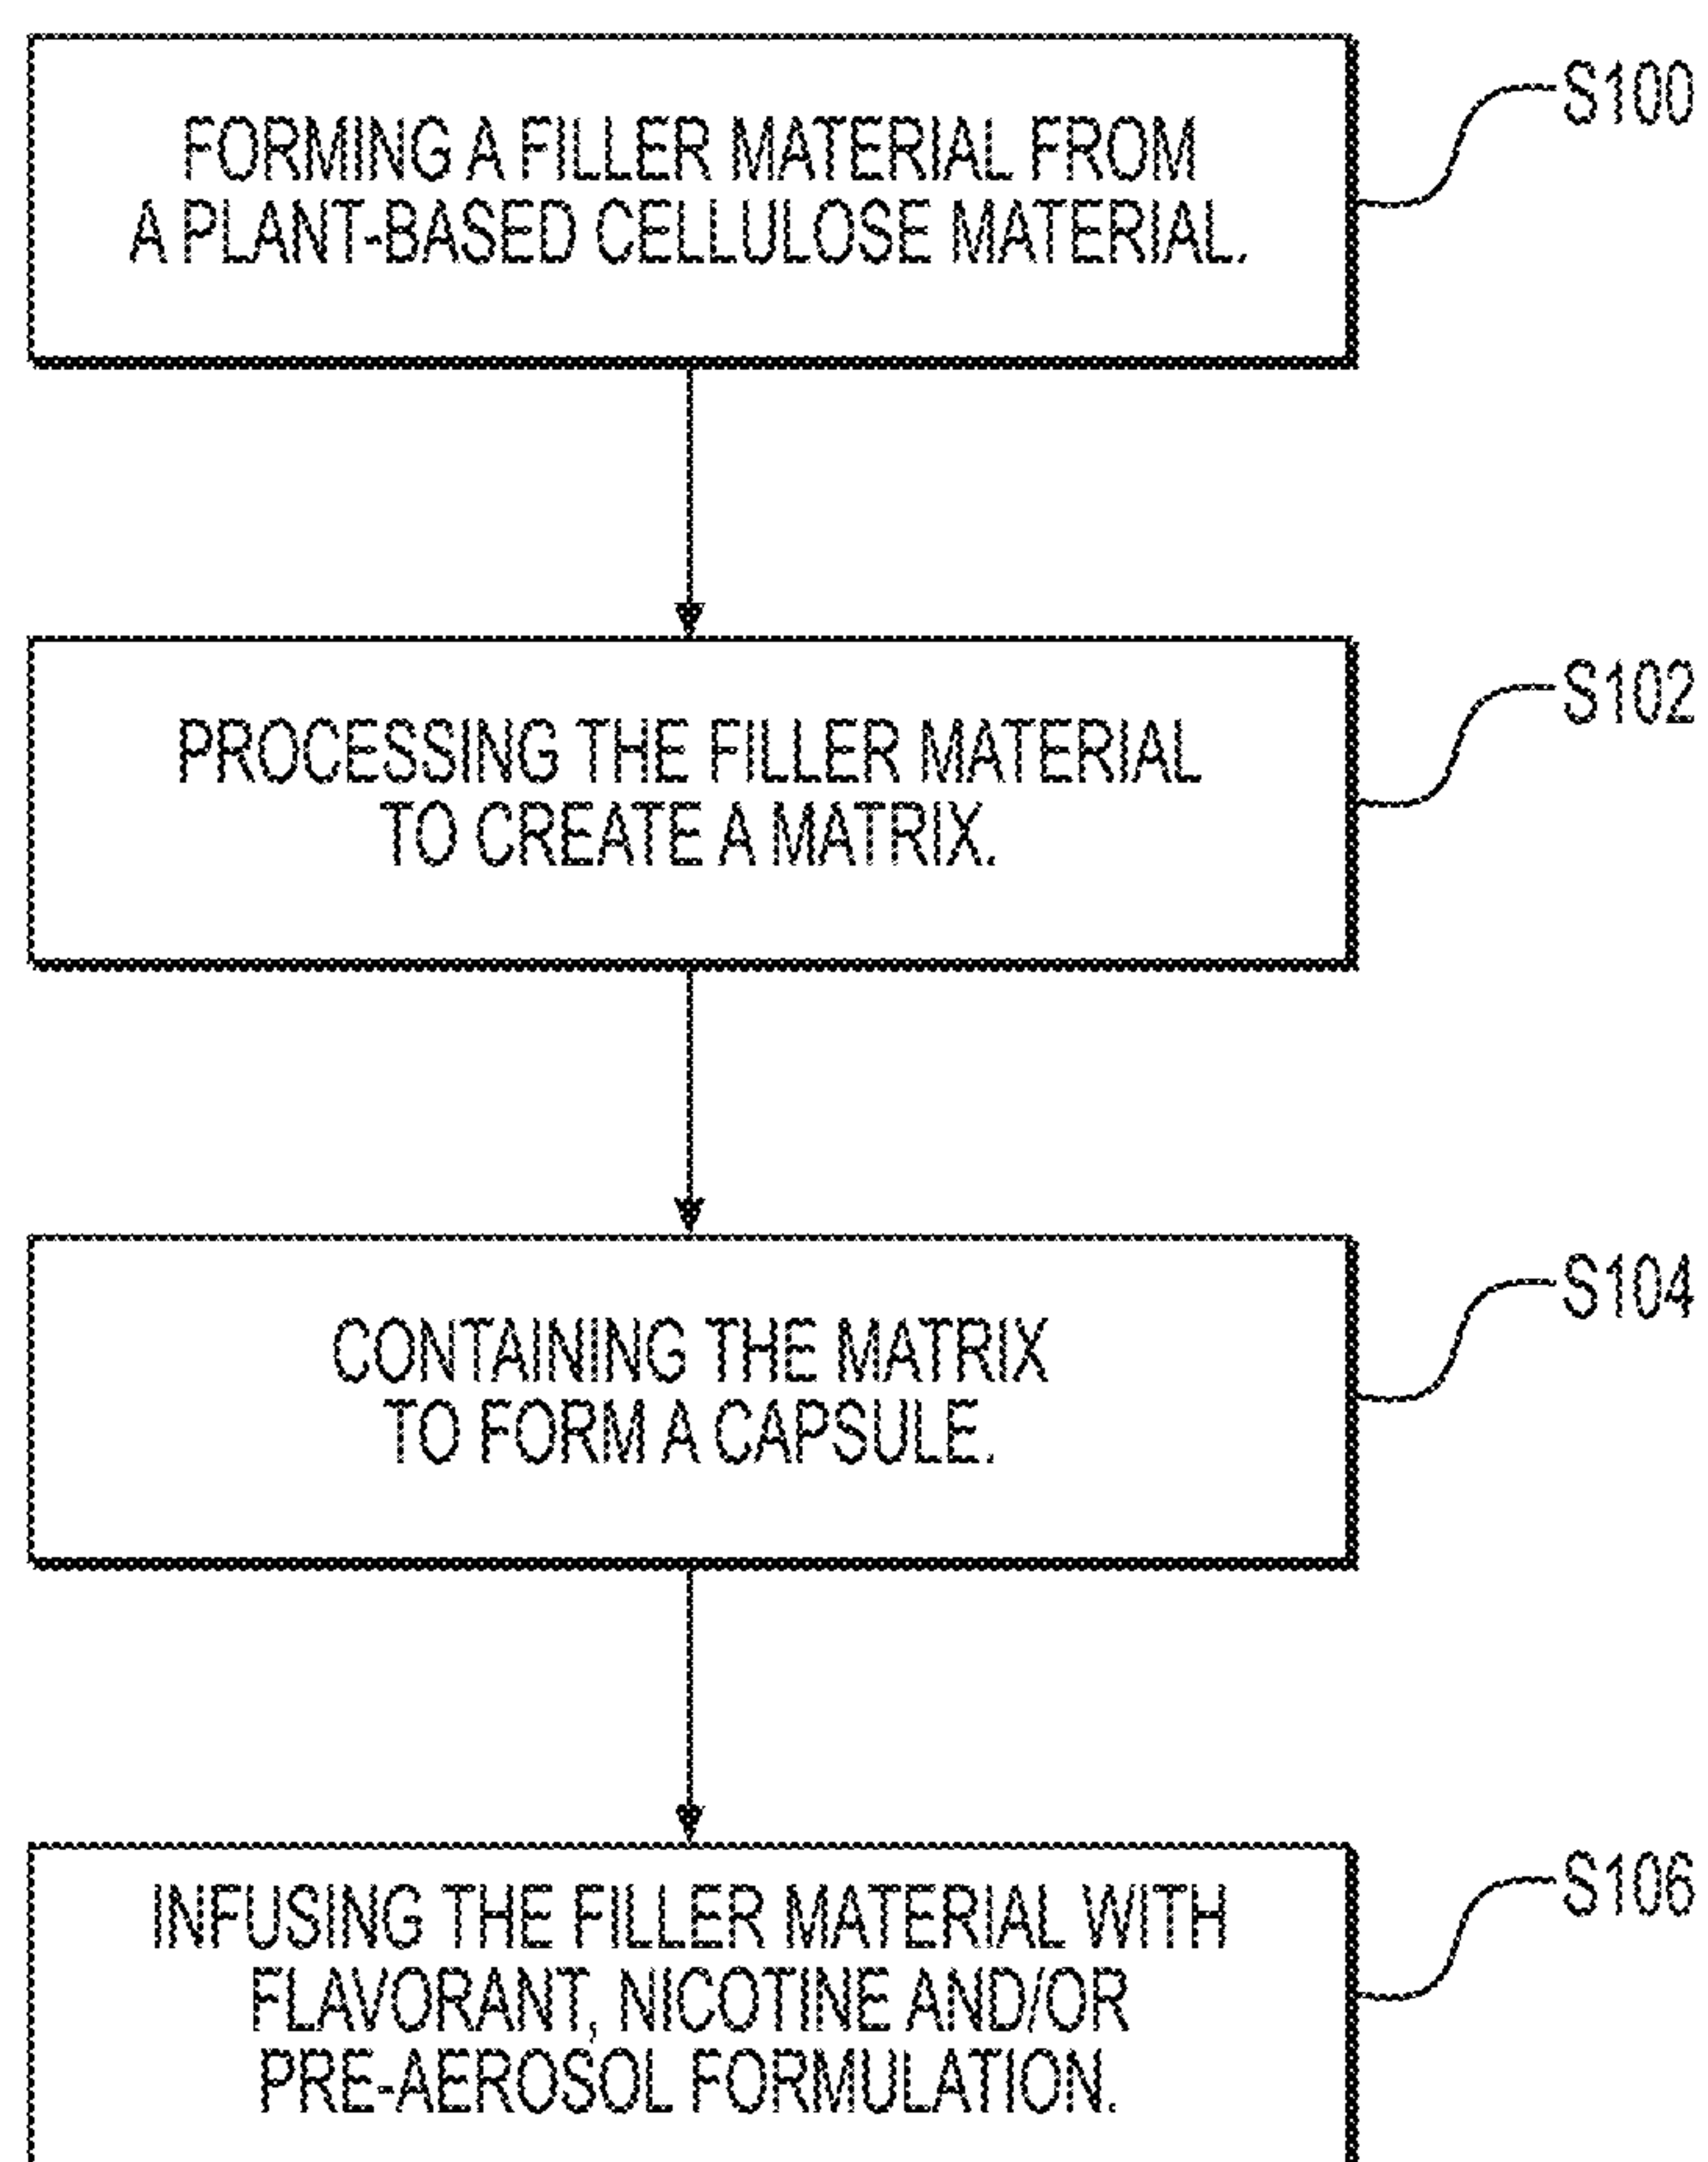 S100
FORMING A FILLER MATERIAL FROM
A PLANT-BASED CELLULOSE MATERIAL.
S102
PROCESSING THE FILLER MATERIAL
TO CREATE A MATRIX.
S104
CONTAINING THE MATRIX
TO FORM A CAPSULE.
S106
INFUSING THE FILLER MATERIAL WITH
FLAVORANT, NICOTINE AND/OR
PRE-AEROSOL FORMULATION.